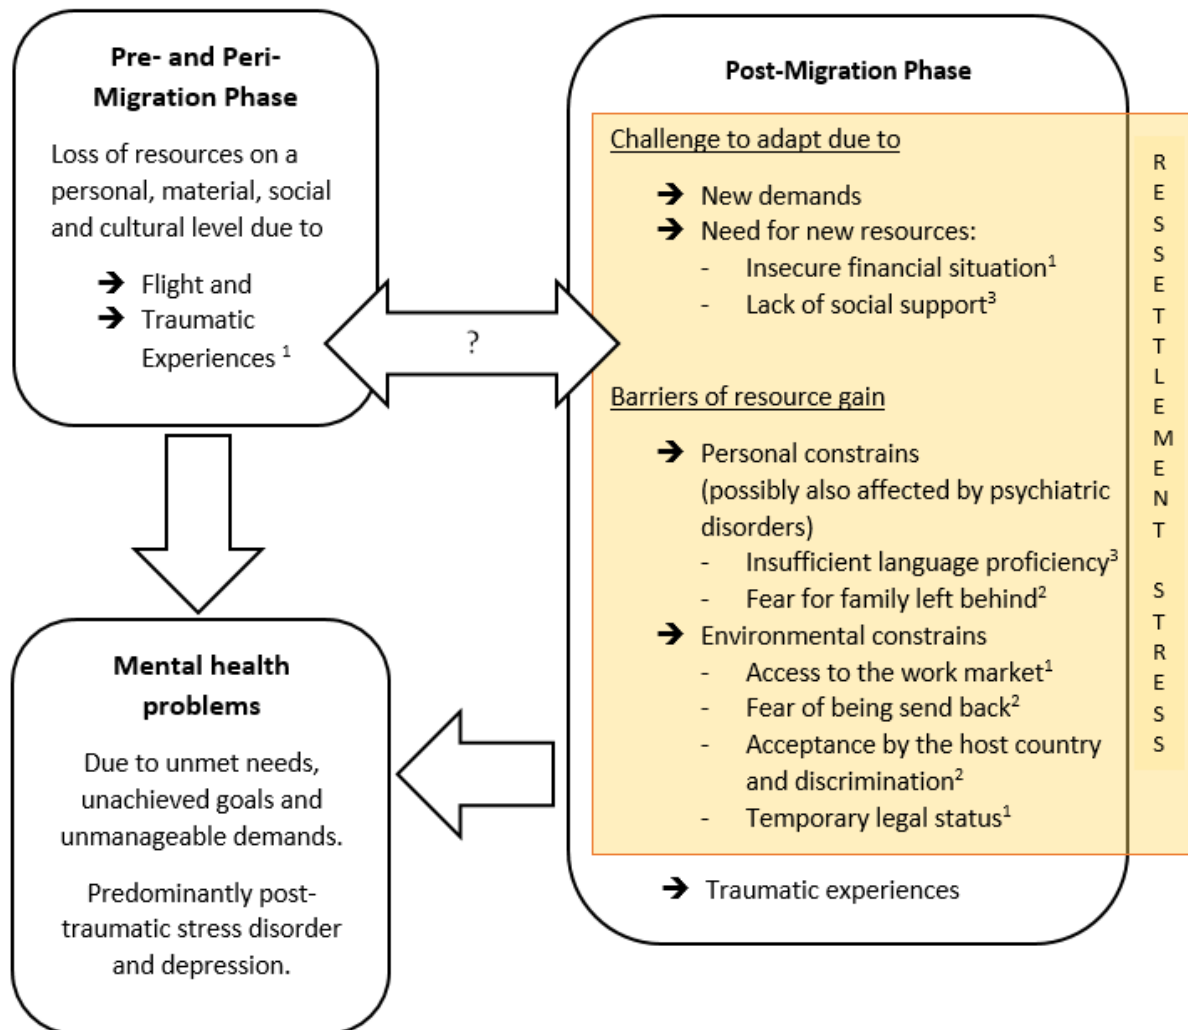 Pre- and Peri-
Migration Phase
Loss of resources on a
personal, material, social
and cultural level due to
➔ Flight and
➔ Traumatic
Experiences ¹
?
Post-Migration Phase
Challenge to adapt due to
➔ New demands
➔ Need for new resources:
- Insecure financial situation¹
- Lack of social support³
Barriers of resource gain
➔ Personal constrains
(possibly also affected by psychiatric
disorders)
- Insufficient language proficiency³
- Fear for family left behind²
➔ Environmental constrains
- Access to the work market¹
- Fear of being send back²
- Acceptance by the host country
and discrimination²
- Temporary legal status¹
➔ Traumatic experiences
RESSETTLEMENT STRESS
Mental health
problems
Due to unmet needs,
unachieved goals and
unmanageable demands.
Predominantly post-
traumatic stress disorder
and depression.